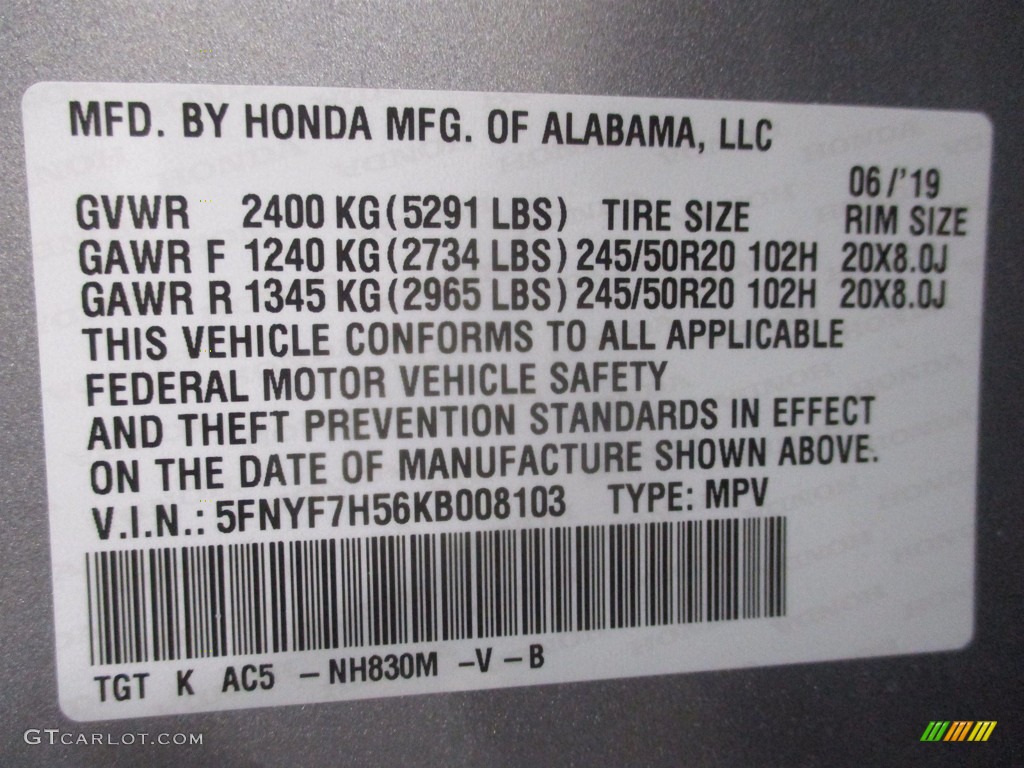 MFD. BY HONDA MFG. OF ALABAMA, LLC
06/'19
GVWR 2400 KG(5291 LBS) TIRE SIZE RIM SIZE
GAWR F 1240 KG(2734 LBS) 245/50R20 102H 20X8.0J
GAWR R 1345 KG(2965 LBS) 245/50R20 102H 20X8.0J
THIS VEHICLE CONFORMS TO ALL APPLICABLE
FEDERAL MOTOR VEHICLE SAFETY
AND THEFT PREVENTION STANDARDS IN EFFECT
ON THE DATE OF MANUFACTURE SHOWN ABOVE.
V.I.N.: 5FNYF7H56KB008103 TYPE: MPV
TGT K AC5 –NH830M –V –B
GTCARLOT.COM